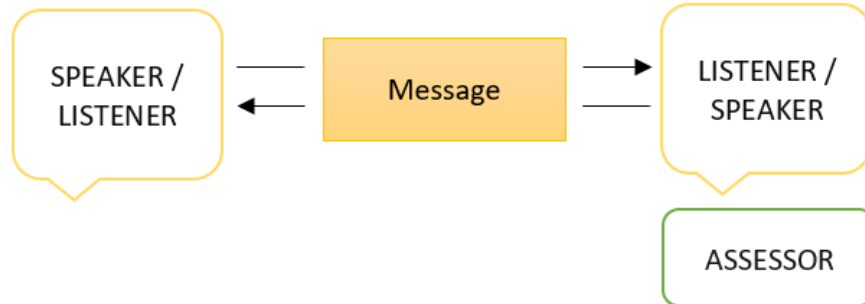 SPEAKER /
LISTENER
Message
LISTENER /
SPEAKER
ASSESSOR